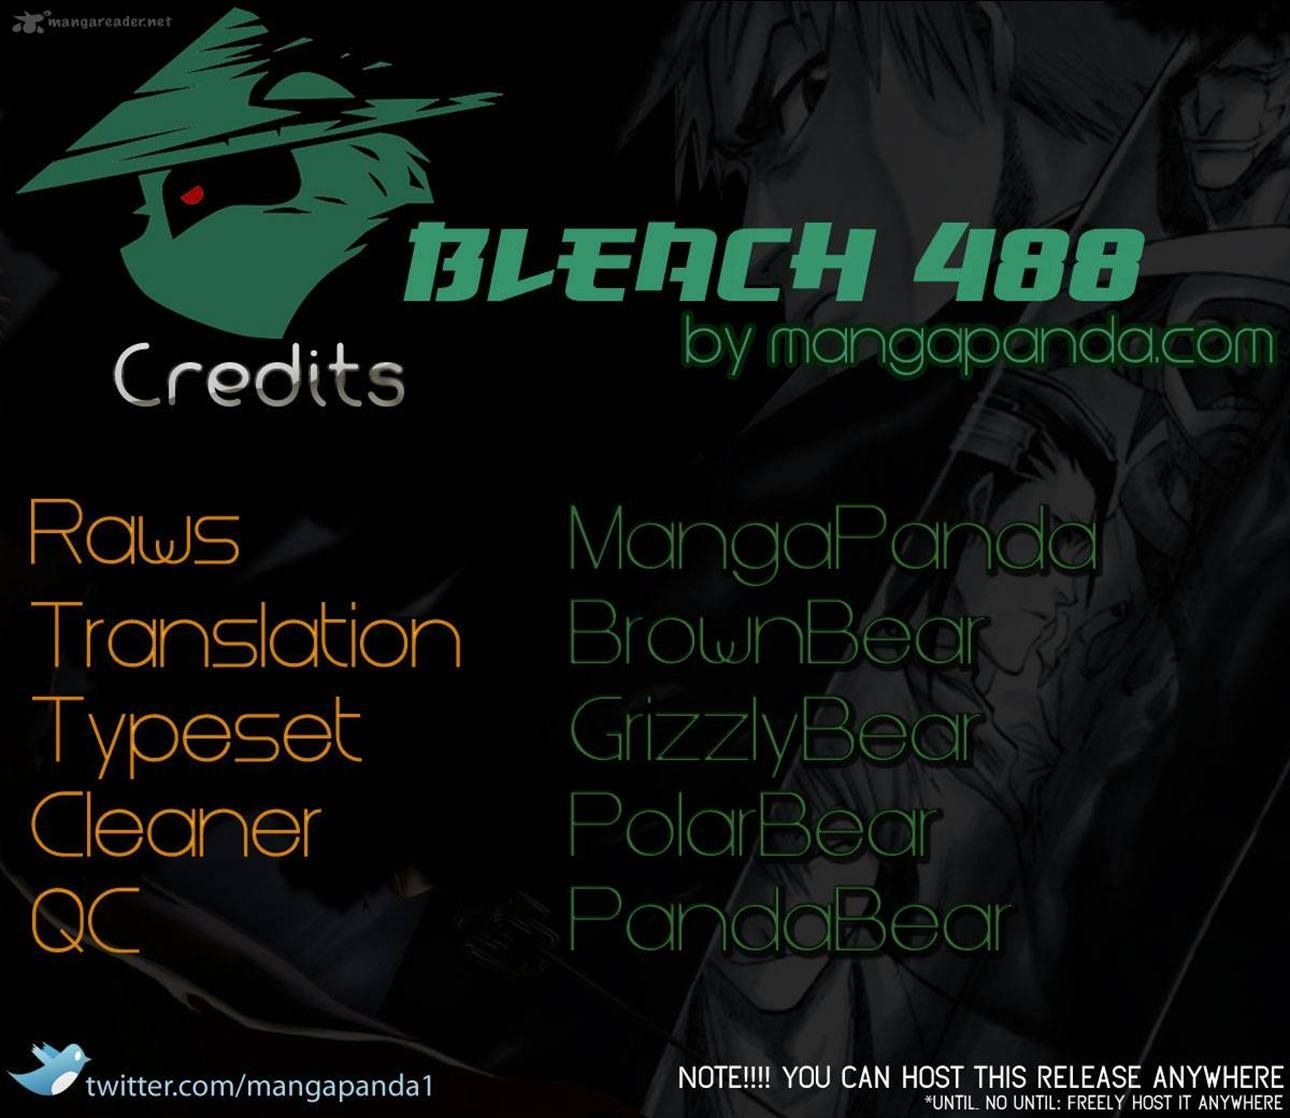 mangareader.net
BLEACH 488
by mangapanda.com
Credits
Raws MangaPanda
Translation BrownBear
Typeset GrizzlyBear
Cleaner PolarBear
QC PandaBear
twitter.com/mangapanda1
NOTE!!!! YOU CAN HOST THIS RELEASE ANYWHERE
*UNTIL. NO UNTIL: FREELY HOST IT ANYWHERE